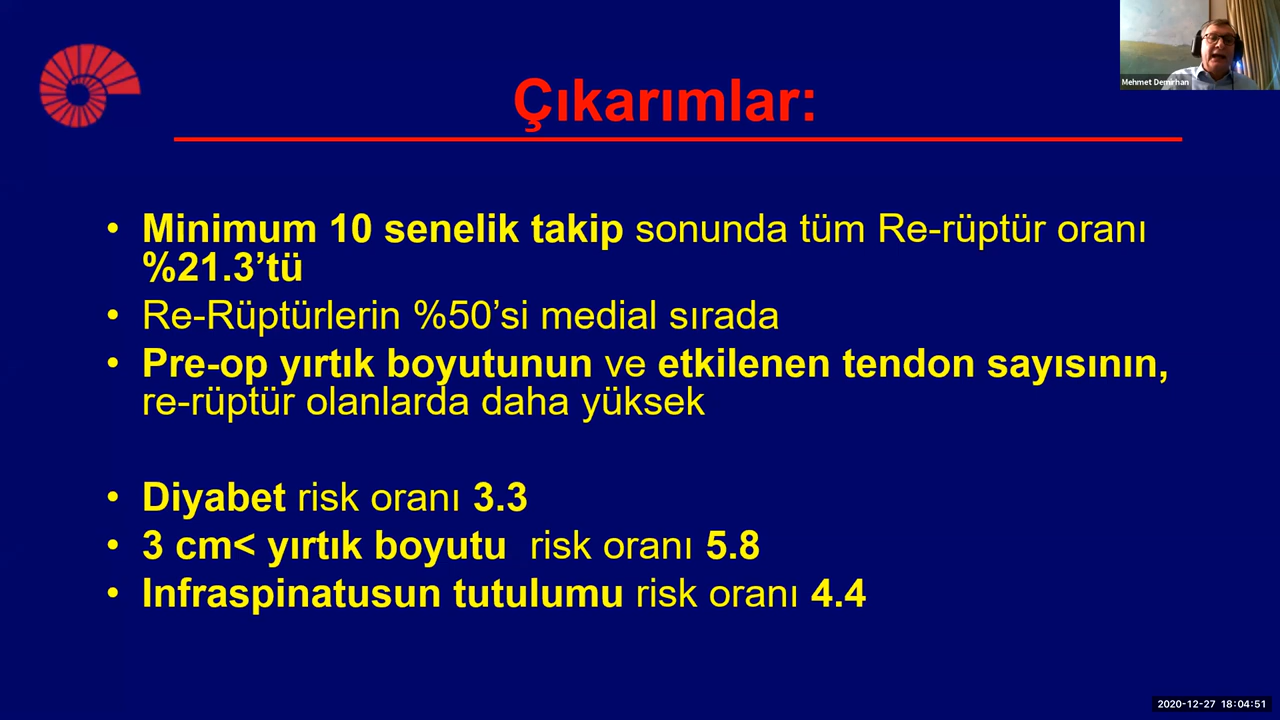 Mehmet Demirhan
Çıkarımlar:
• Minimum 10 senelik takip sonunda tüm Re-rüptür oranı
%21.3’tü
• Re-Rüptürlerin %50’si medial sırada
• Pre-op yırtık boyutunun ve etkilenen tendon sayısının,
re-rüptür olanlarda daha yüksek
• Diyabet risk oranı 3.3
• 3 cm< yırtık boyutu risk oranı 5.8
• Infraspinatusun tutulumu risk oranı 4.4
2020-12-27 18:04:51